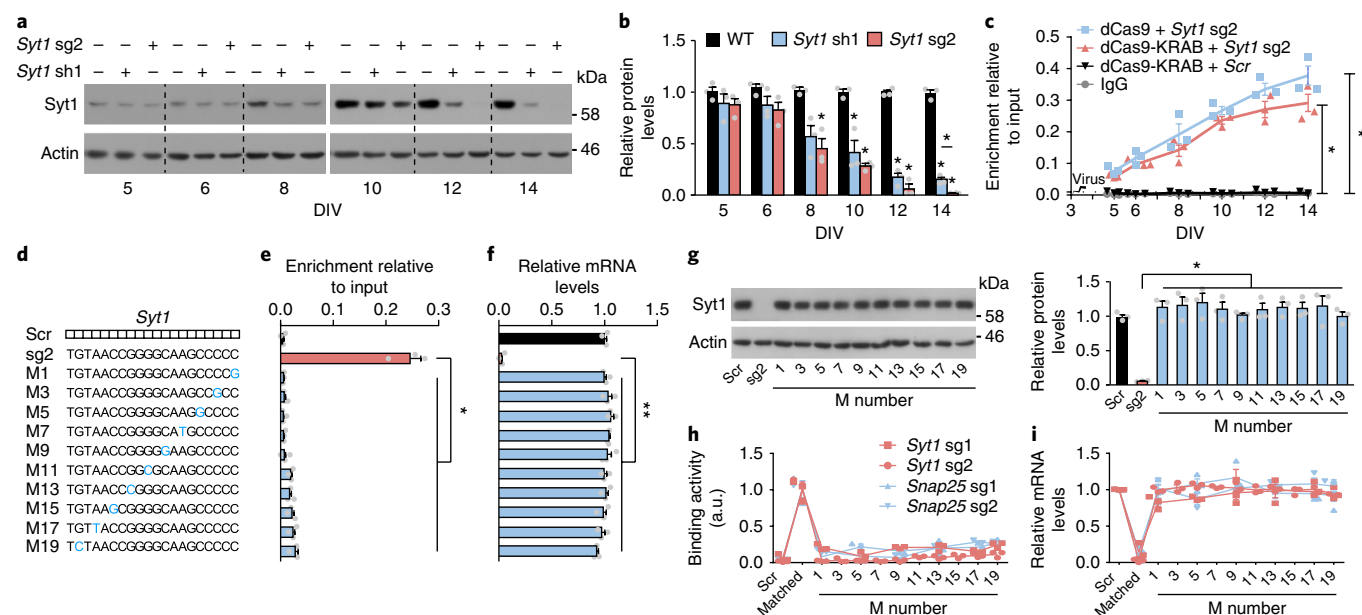 a
Syt1 sg2 – – + – – + – – + – – + – – + – – +
Syt1 sh1 – + – – + – – + – – + – – + – – + –
kDa
Syt1
58
Actin
46
5 6 8 10 12 14
DIV
b
WT Syt1 sh1 Syt1 sg2
Relative protein
levels
1.5
1.0
0.5
0.0
* * * * * * * *
5 6 8 10 12 14
DIV
c
dCas9 + Syt1 sg2
dCas9-KRAB + Syt1 sg2
dCas9-KRAB + Scr
IgG
Enrichment relative
to input
0.5
0.4
0.3
0.2
0.1
0.0
Virus
* *
3 5 6 8 10 12 14
DIV
d
Syt1
Scr
sg2 TGTAACCGGGGCAAGCCCCC
M1 TGTAACCGGGGCAAGCCCCG
M3 TGTAACCGGGGCAAGCCGCC
M5 TGTAACCGGGGCAAGGCCCC
M7 TGTAACCGGGGCATGCCCCC
M9 TGTAACCGGGGGAAGCCCCC
M11 TGTAACCGGCGCAAGCCCCC
M13 TGTAACCCGGGCAAGCCCCC
M15 TGTAAGCGGGGCAAGCCCCC
M17 TGTTACCGGGGCAAGCCCCC
M19 TCTAACCGGGGCAAGCCCCC
e
Enrichment relative
to input
0.0 0.1 0.2 0.3
*
f
Relative mRNA
levels
0.0 0.5 1.0 1.5
**
g
kDa
Syt1
58
46
Actin
Scr sg2 1 3 5 7 9 11 13 15 17 19
M number
Relative protein
levels
1.5
1.0
0.5
0.0
*
Scr sg2 1 3 5 7 9 11 13 15 17 19
M number
h
Syt1 sg1
Syt1 sg2
Snap25 sg1
Snap25 sg2
Binding activity
(a.u.)
2.0
1.5
1.0
0.5
0.0
Scr Matched 1 3 5 7 9 11 13 15 17 19
M number
i
Relative mRNA
levels
2.0
1.5
1.0
0.5
0.0
Scr Matched 1 3 5 7 9 11 13 15 17 19
M number